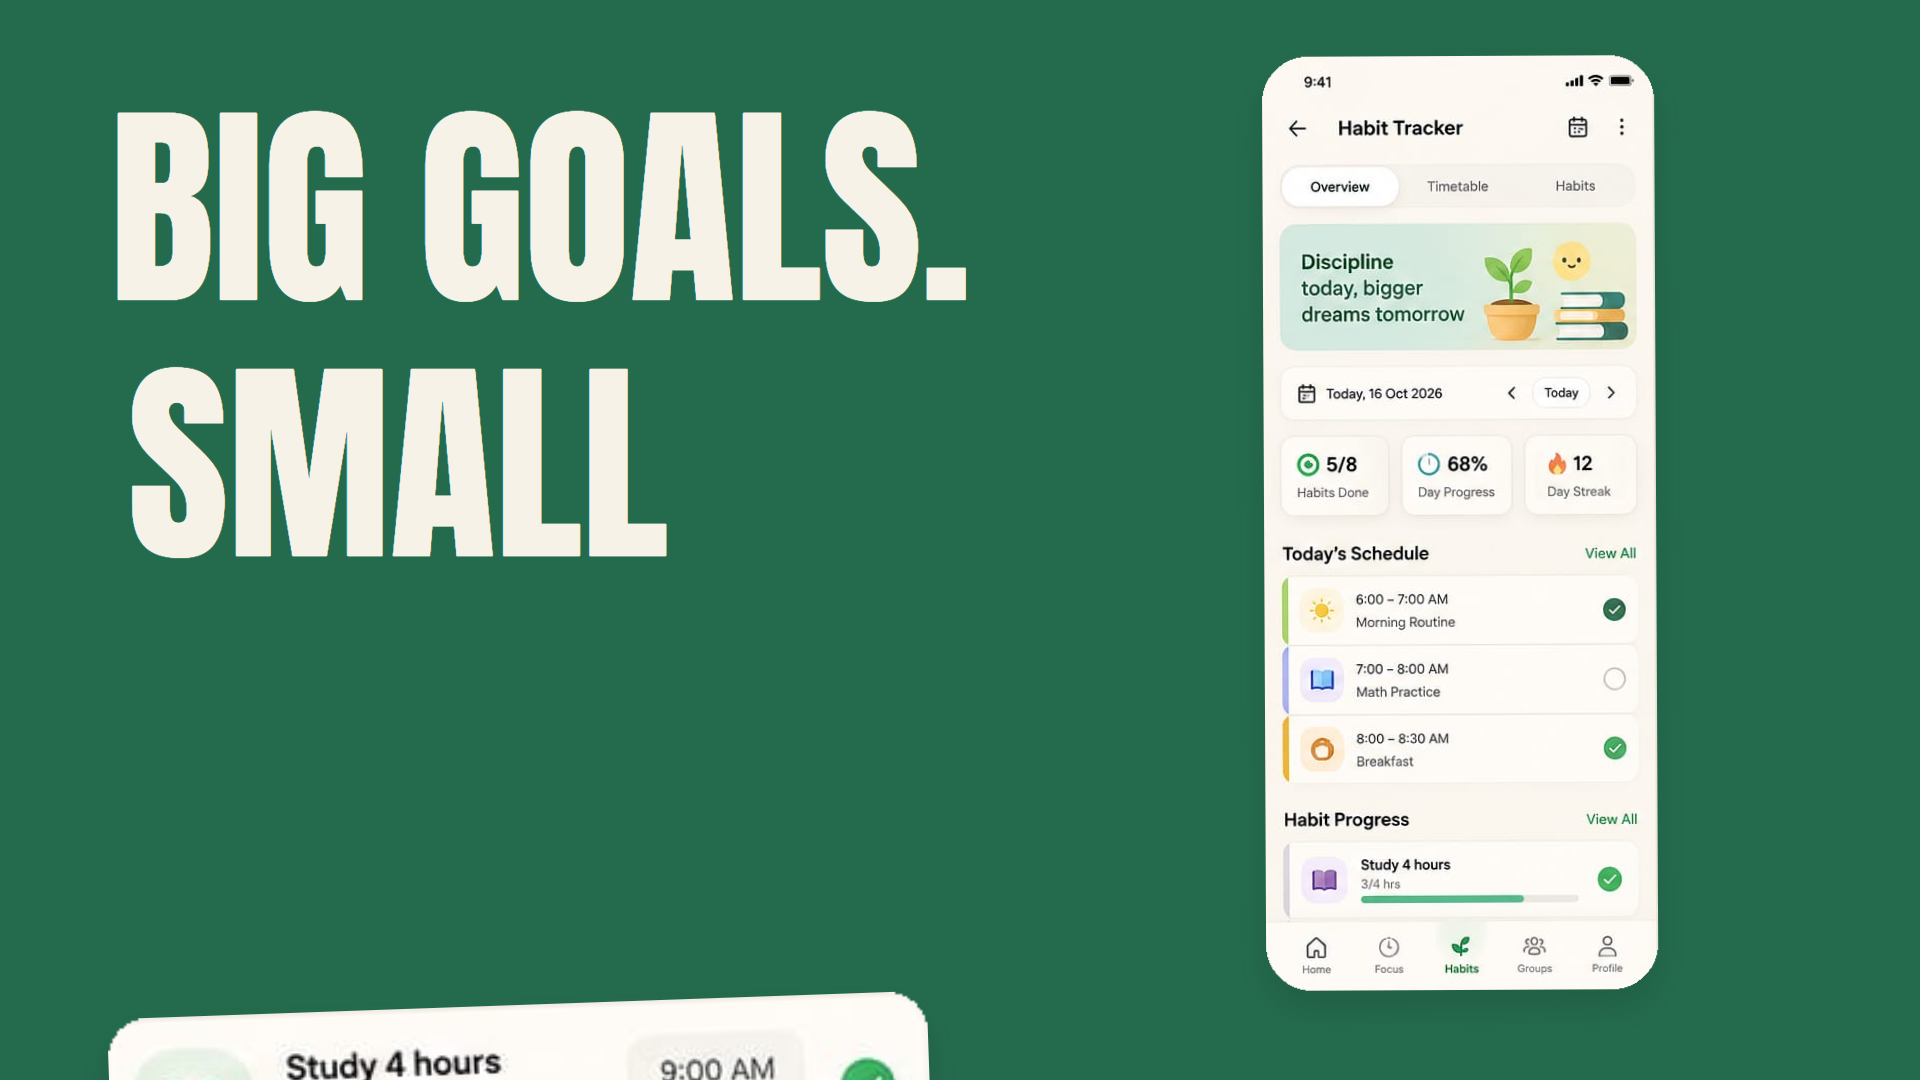 BIG GOALS.
SMALL
9:41
Habit Tracker
Overview Timetable Habits
Discipline
today, bigger
dreams tomorrow
Today, 16 Oct 2026 Today
5/8 68% 12
Habits Done Day Progress Day Streak
Today’s Schedule View All
6:00 – 7:00 AM
Morning Routine
7:00 – 8:00 AM
Math Practice
8:00 – 8:30 AM
Breakfast
Habit Progress View All
Study 4 hours
3/4 hrs
Home Focus Habits Groups Profile
Study 4 hours 9:00 AM